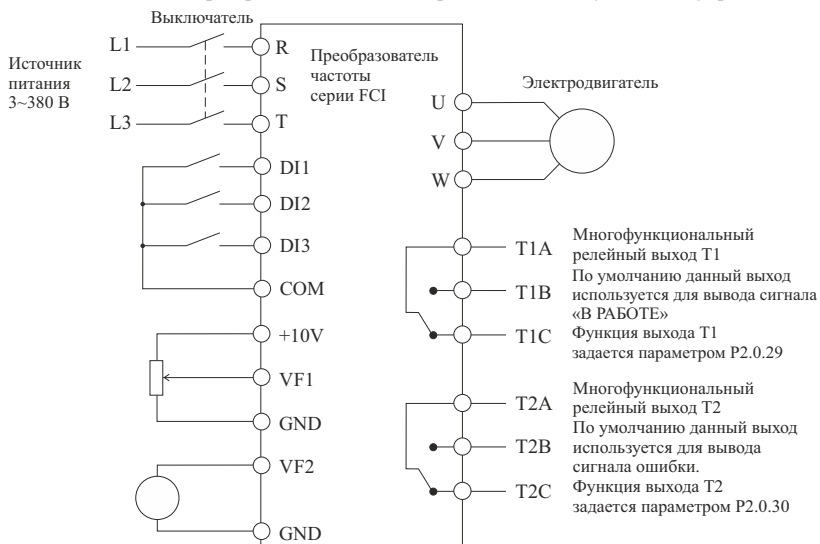 Выключатель
L1
L2
L3
Источник
питания
3~380 В
R
S
T
Преобразователь
частоты
серии FCI
DI1
DI2
DI3
COM
+10V
VF1
GND
VF2
GND
Электродвигатель
U
V
W
T1A
T1B
T1C
Многофункциональный
релейный выход T1
По умолчанию данный выход
используется для вывода сигнала
«В РАБОТЕ»
Функция выхода T1
задается параметром P2.0.29
T2A
T2B
T2C
Многофункциональный
релейный выход T2
По умолчанию данный выход
используется для вывода
сигнала ошибки.
Функция выхода T2
задается параметром P2.0.30